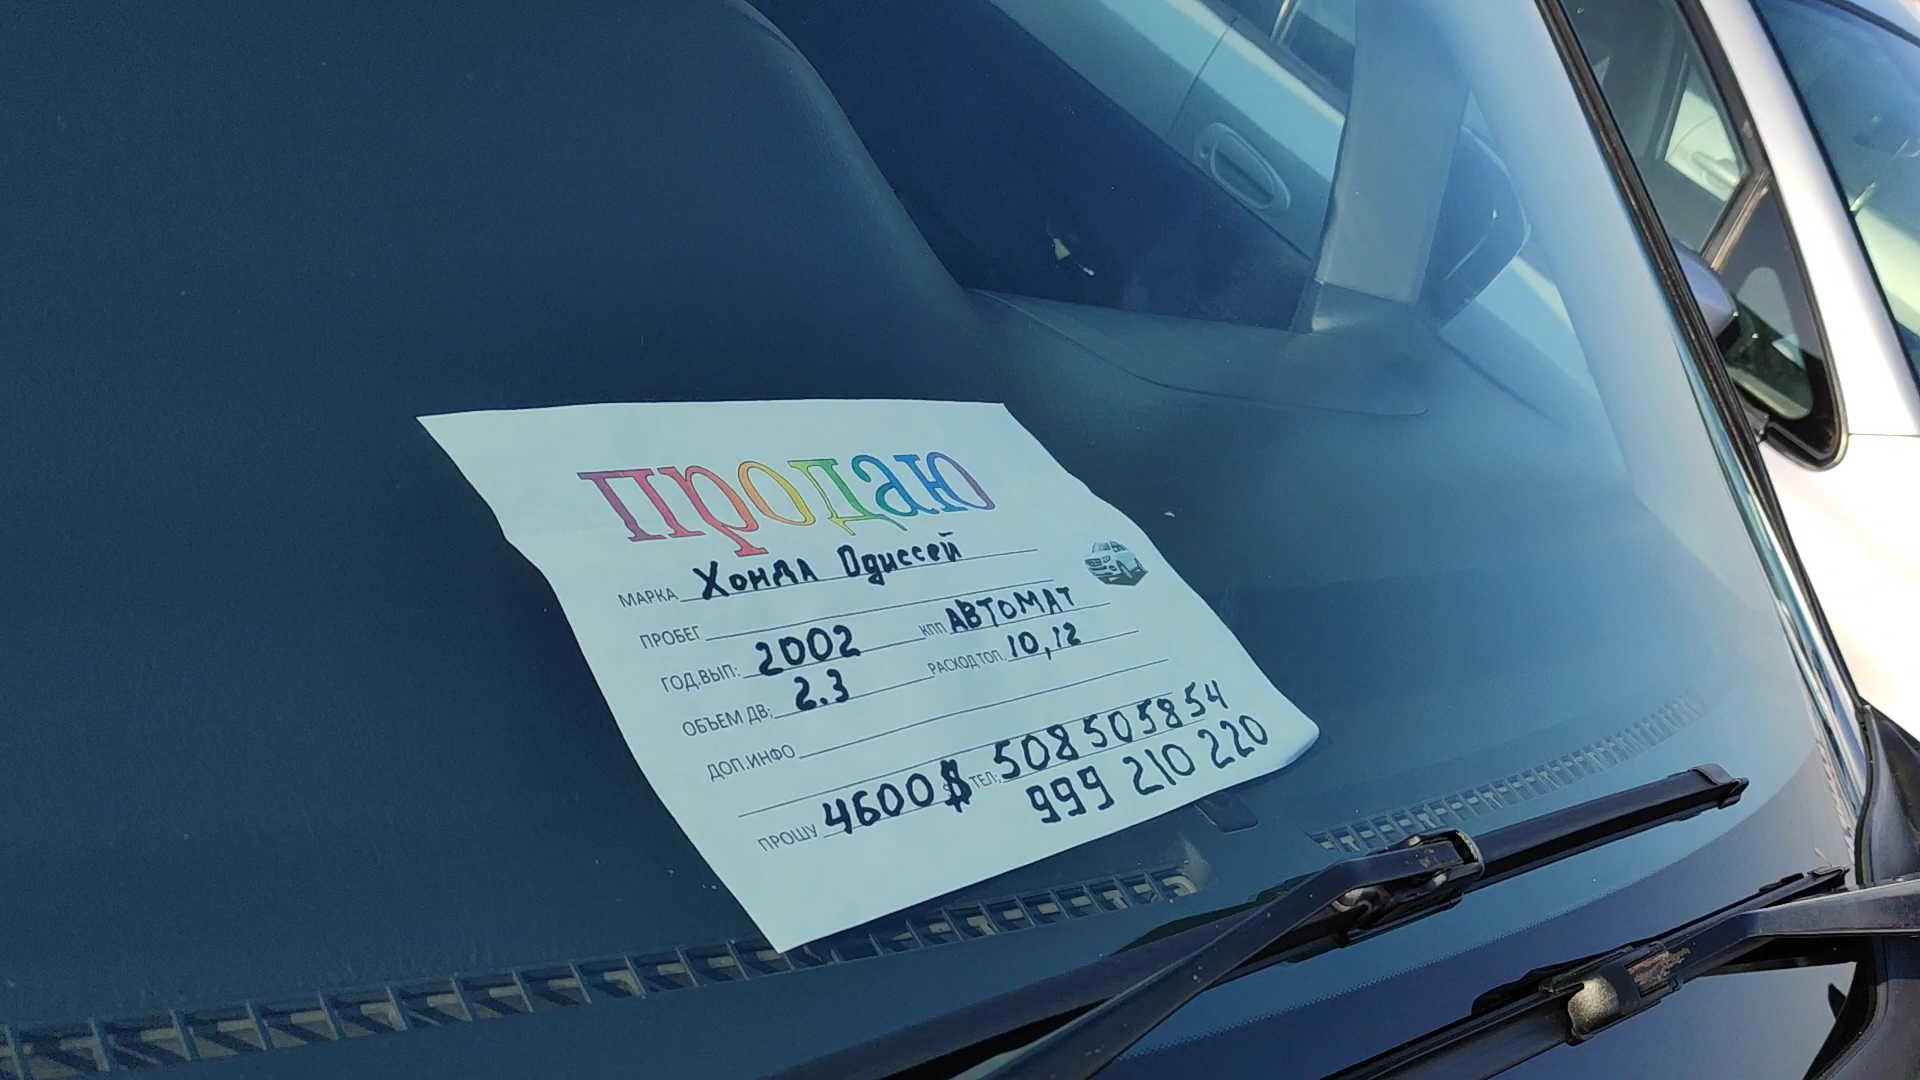 продаю
МАРКА Хонда Одиссей
ПРОБЕГ
ГОД.ВЫП: 2002 КПП АВТОМАТ
ОБЪЕМ ДВ: 2.3 РАСХОД ТОП. 10,12
ДОП.ИНФО
ПРОШУ 4600$ ТЕЛ: 508505854
999 210 220